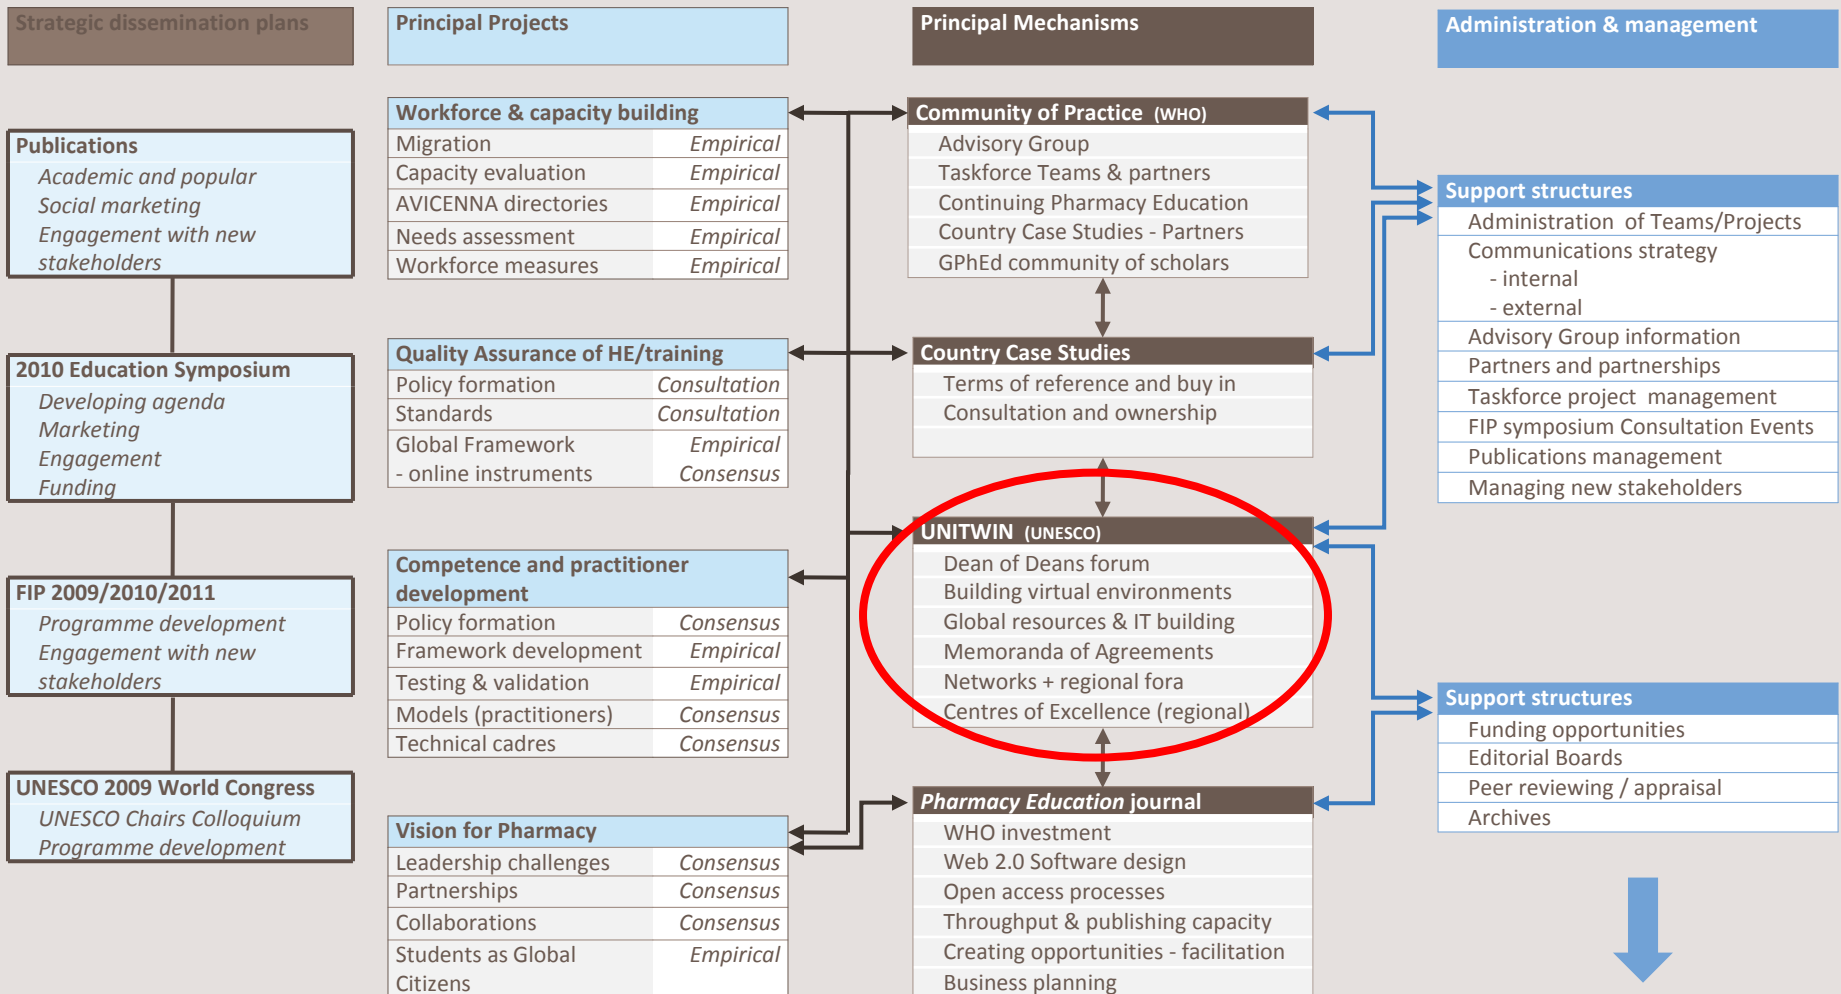 Strategic dissemination plans
Principal Projects
Principal Mechanisms
Administration & management
Publications
Academic and popular
Social marketing
Engagement with new
stakeholders
2010 Education Symposium
Developing agenda
Marketing
Engagement
Funding
FIP 2009/2010/2011
Programme development
Engagement with new
stakeholders
UNESCO 2009 World Congress
UNESCO Chairs Colloquium
Programme development
Workforce & capacity building
Migration Empirical
Capacity evaluation Empirical
AVICENNA directories Empirical
Needs assessment Empirical
Workforce measures Empirical
Quality Assurance of HE/training
Policy formation Consultation
Standards Consultation
Global Framework Empirical
- online instruments Consensus
Competence and practitioner
development
Policy formation Consensus
Framework development Empirical
Testing & validation Empirical
Models (practitioners) Consensus
Technical cadres Consensus
Vision for Pharmacy
Leadership challenges Consensus
Partnerships Consensus
Collaborations Consensus
Students as Global Empirical
Citizens
Community of Practice (WHO)
Advisory Group
Taskforce Teams & partners
Continuing Pharmacy Education
Country Case Studies - Partners
GPhEd community of scholars
Country Case Studies
Terms of reference and buy in
Consultation and ownership
UNITWIN (UNESCO)
Dean of Deans forum
Building virtual environments
Global resources & IT building
Memoranda of Agreements
Networks + regional fora
Centres of Excellence (regional)
Pharmacy Education journal
WHO investment
Web 2.0 Software design
Open access processes
Throughput & publishing capacity
Creating opportunities - facilitation
Business planning
Support structures
Administration of Teams/Projects
Communications strategy
- internal
- external
Advisory Group information
Partners and partnerships
Taskforce project management
FIP symposium Consultation Events
Publications management
Managing new stakeholders
Support structures
Funding opportunities
Editorial Boards
Peer reviewing / appraisal
Archives